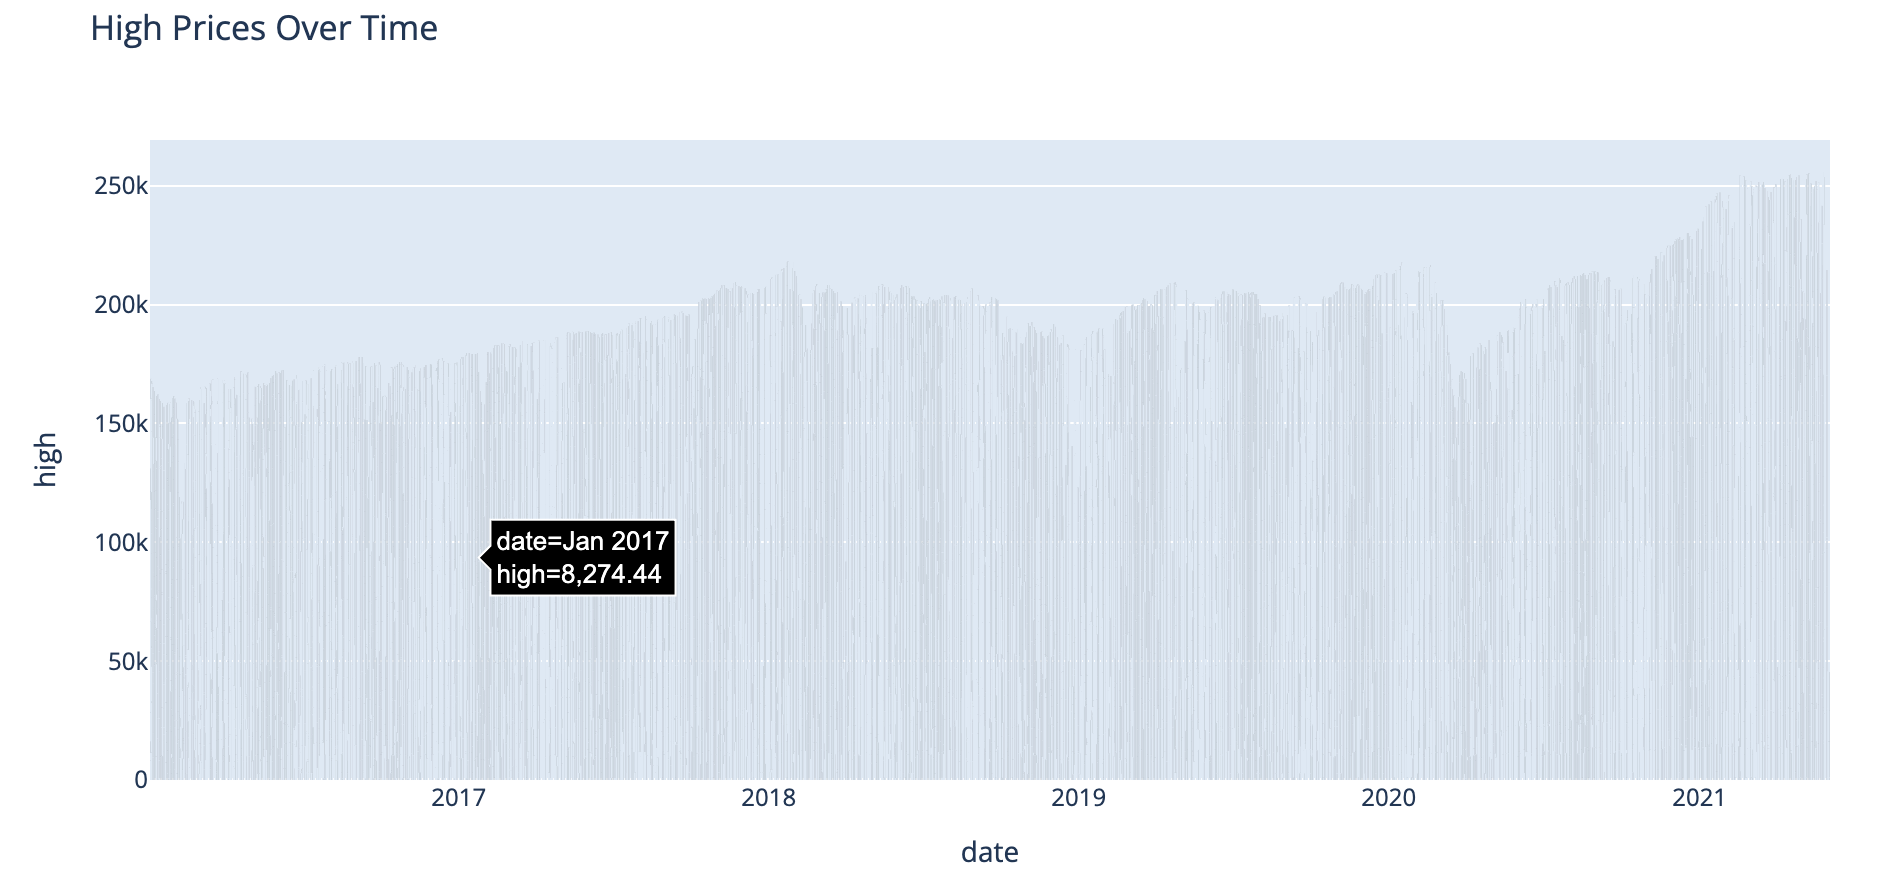 High Prices Over Time
250k
200k
150k
100k
50k
0
high
date=Jan 2017
high=8,274.44
2017 2018 2019 2020 2021
date